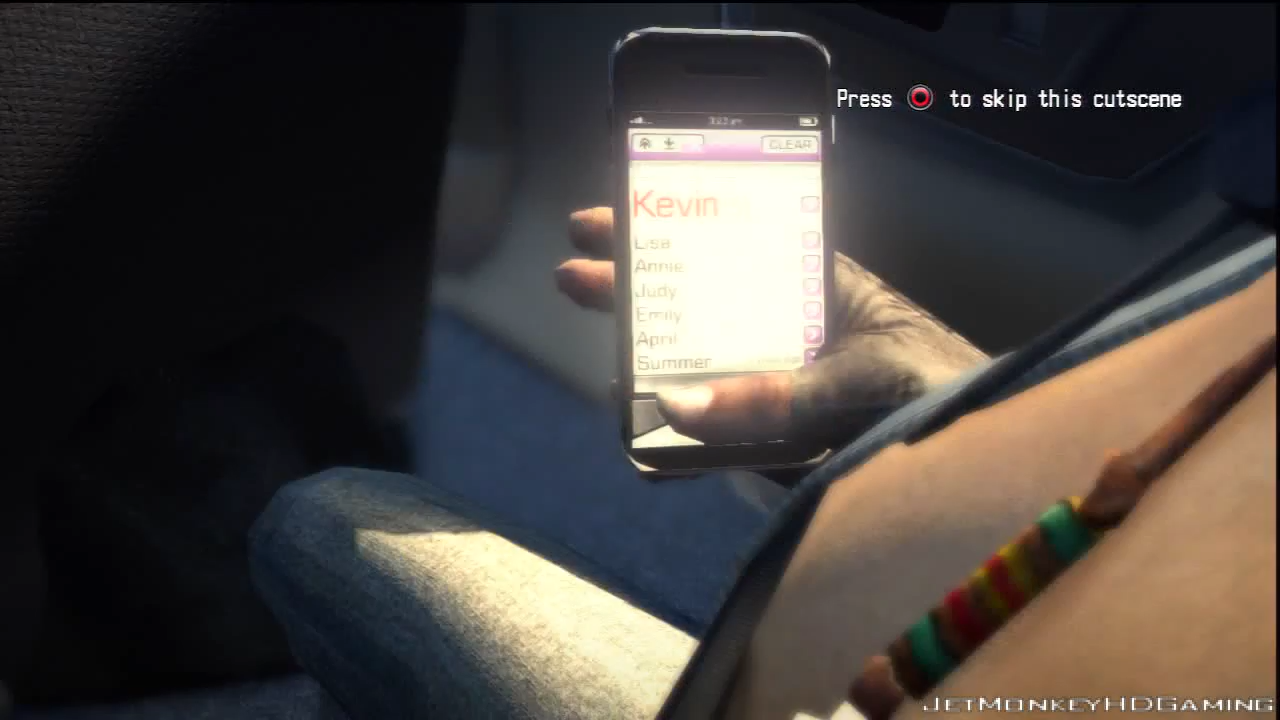 Press to skip this cutscene
CLEAR
Kevin
Lisa
Annie
Judy
Emily
April
Summer
JetMonkeyHDGaming